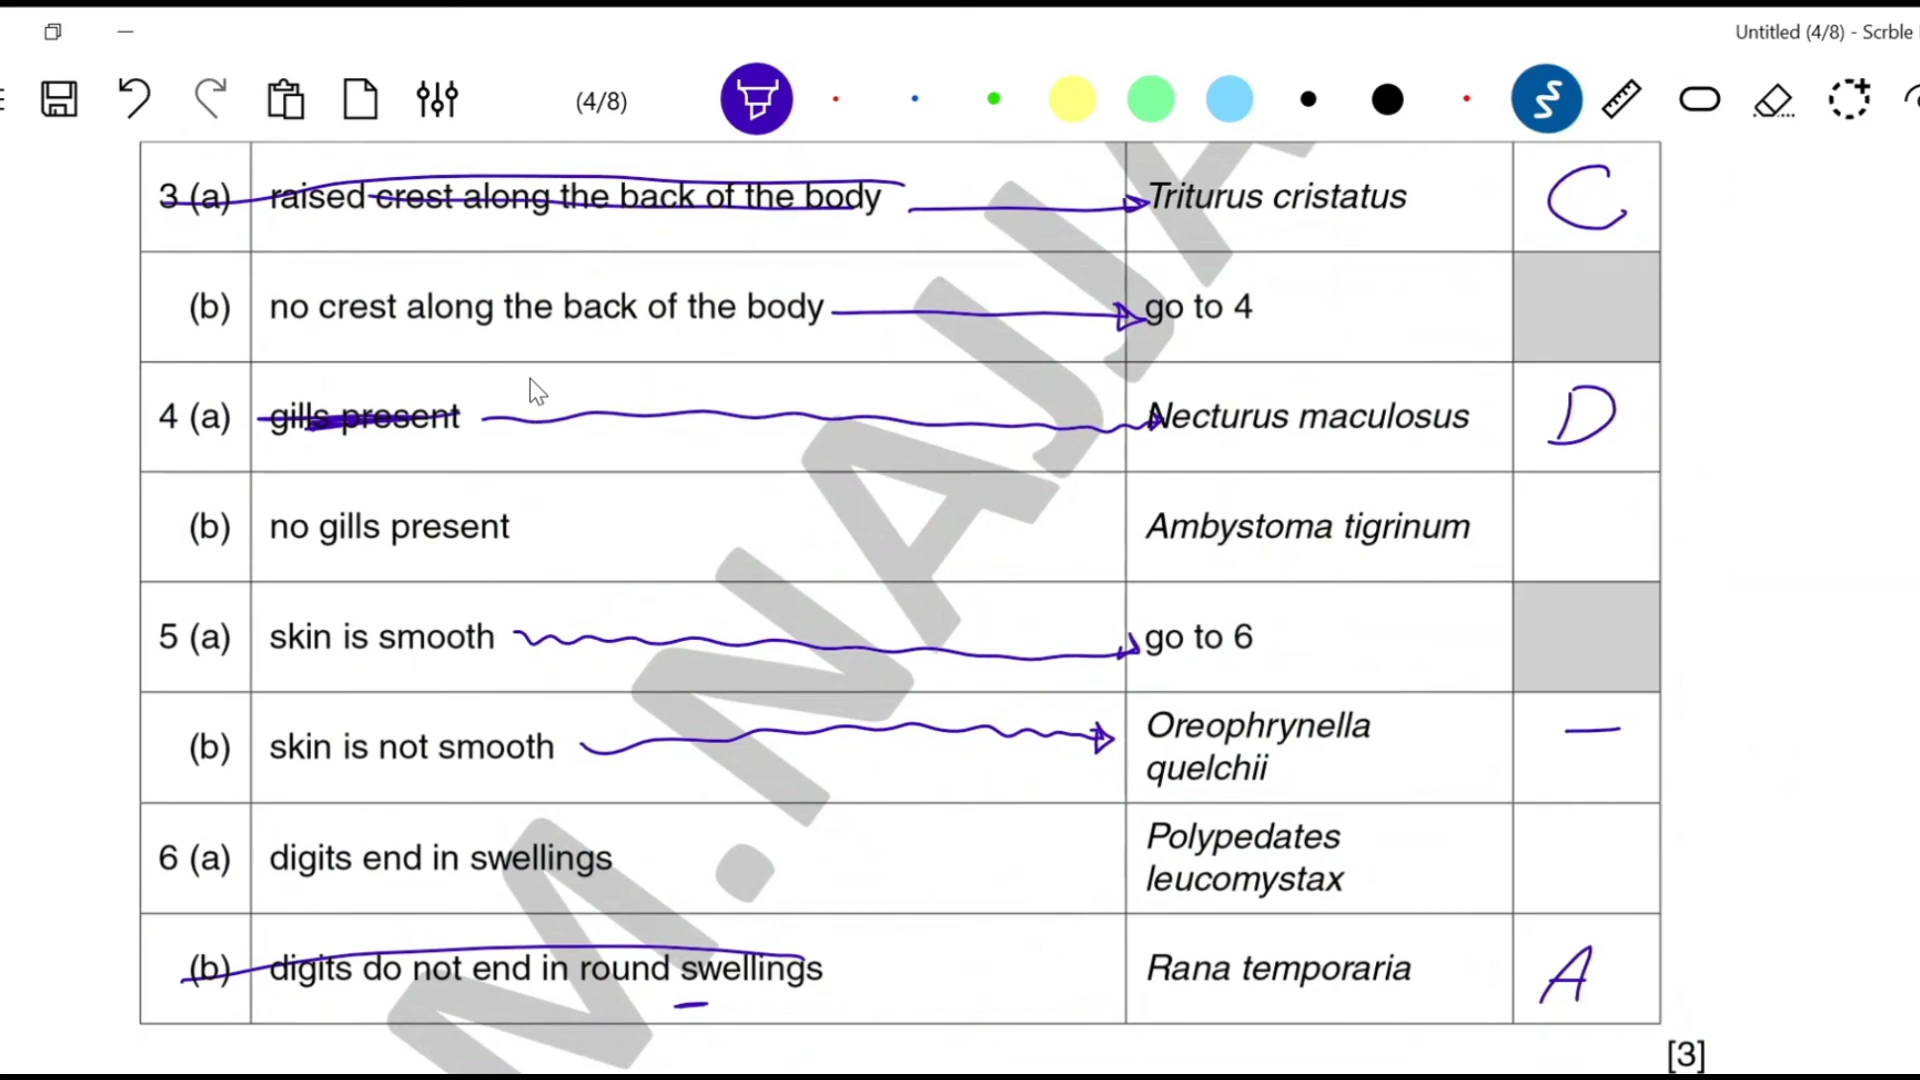 Untitled (4/8) - Scrble
(4/8)
3 (a) raised crest along the back of the body Triturus cristatus C
(b) no crest along the back of the body go to 4
4 (a) gills present Necturus maculosus D
(b) no gills present Ambystoma tigrinum
5 (a) skin is smooth go to 6
(b) skin is not smooth Oreophrynella
quelchii —
6 (a) digits end in swellings Polypedates
leucomystax
(b) digits do not end in round swellings Rana temporaria A
[3]